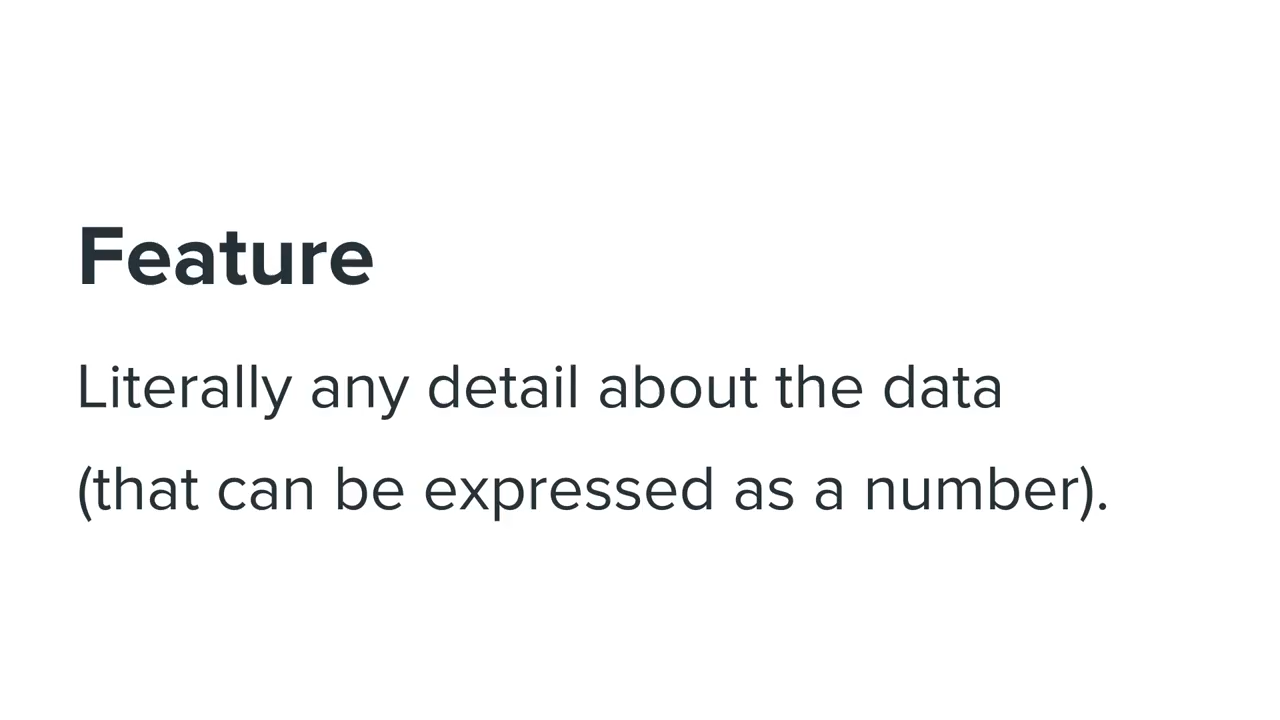 Feature
Literally any detail about the data
(that can be expressed as a number).